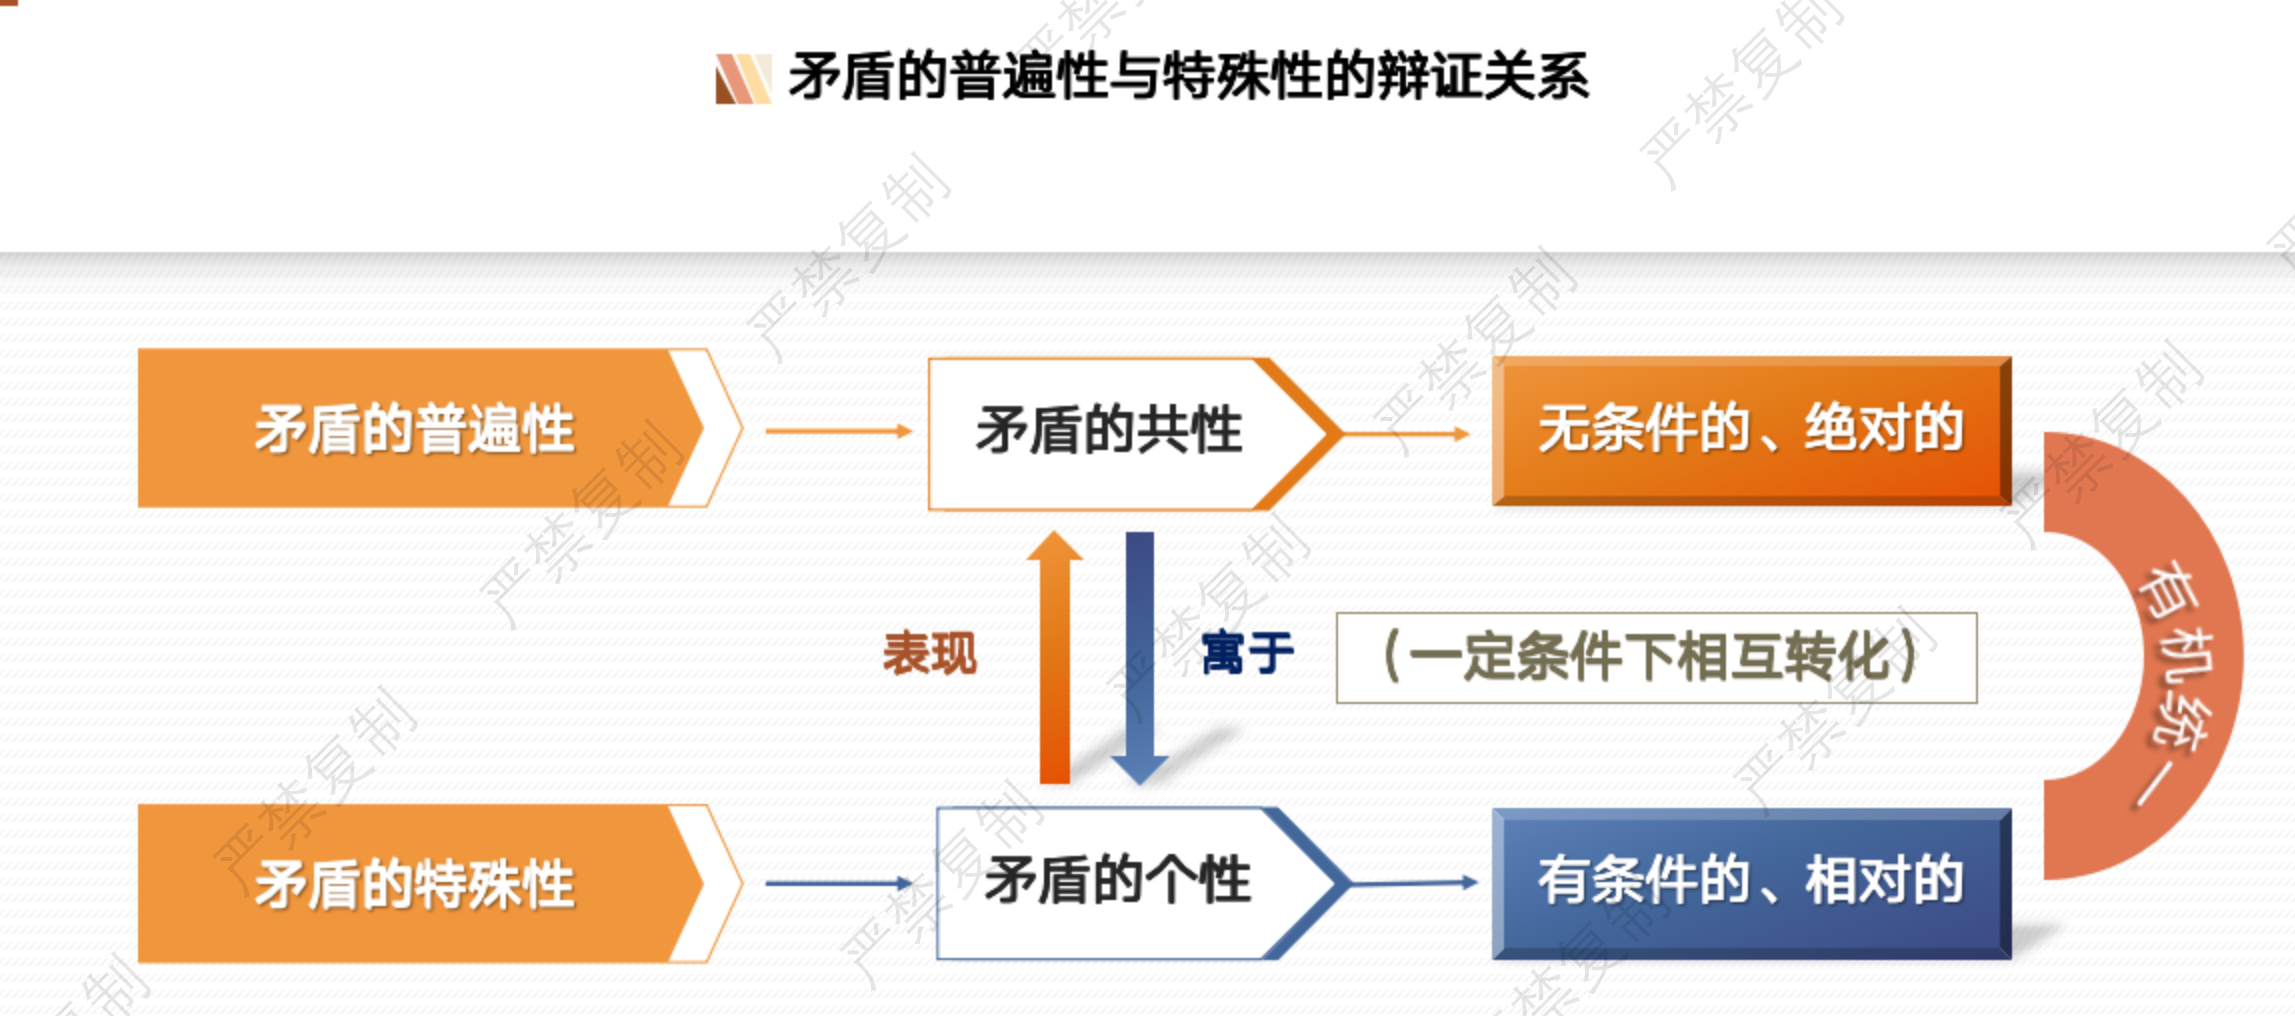 矛盾的普遍性与特殊性的辩证关系
矛盾的普遍性
矛盾的共性
无条件的、绝对的
表现
寓于
（一定条件下相互转化）
有机统一
矛盾的特殊性
矛盾的个性
有条件的、相对的
严禁复制
严禁复制
严禁复制
严禁复制
严禁复制
严禁复制
严禁复制
严禁复制
严禁复制
严禁复制